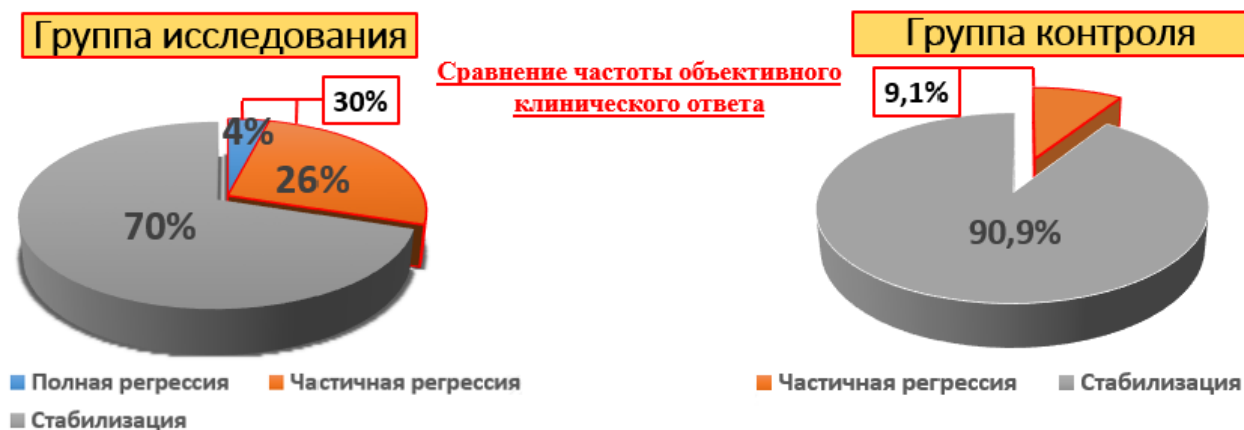 Группа исследования
Группа контроля
Сравнение частоты объективного
клинического ответа
30%
9,1%
4%
26%
70%
90,9%
Полная регрессия
Частичная регрессия
Стабилизация
Частичная регрессия
Стабилизация